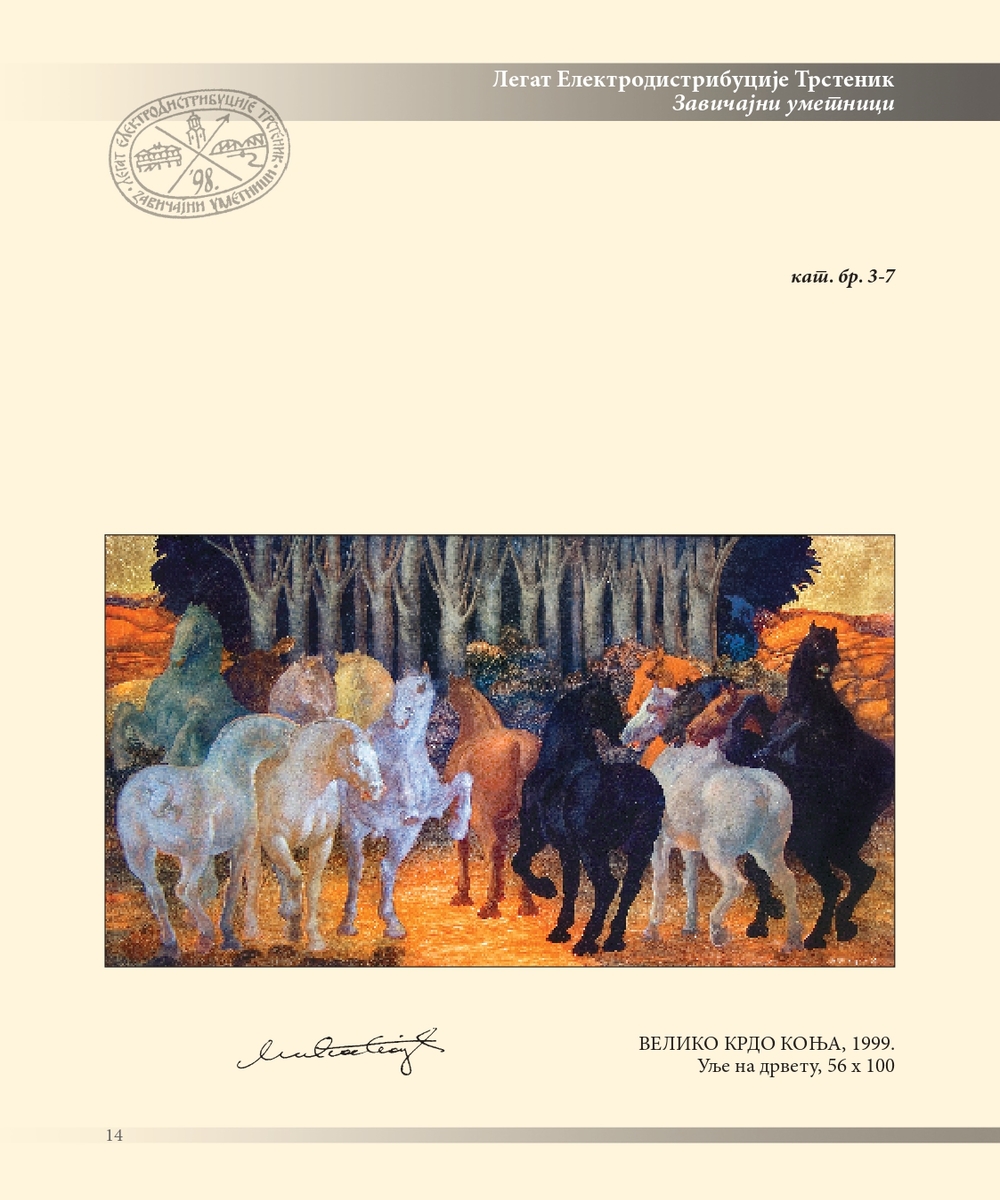 Легат Електродистрибуције Трстеник
Завичајни уметници
ЛЕГАТ ЕЛЕКТРОДИСТРИБУЦИЈЕ ТРСТЕНИК
'98.
ЗАВИЧАЈНИ УМЕТНИЦИ
кат. бр. 3-7
ВЕЛИКО КРДО КОЊА, 1999.
Уље на дрвету, 56 x 100
14